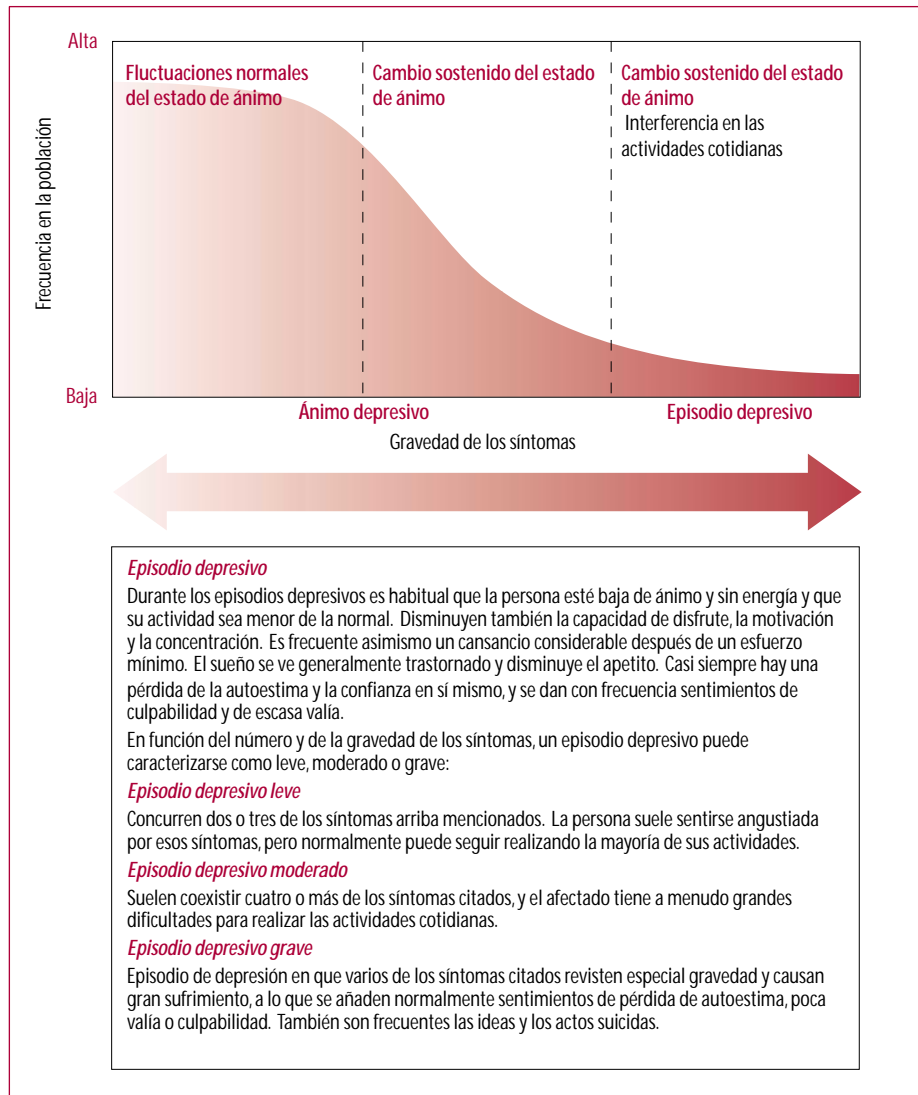 Alta
Fluctuaciones normales
del estado de ánimo
Cambio sostenido del estado
de ánimo
Cambio sostenido del estado
de ánimo
Interferencia en las
actividades cotidianas
Frecuencia en la población
Baja
Ánimo depresivo
Episodio depresivo
Gravedad de los síntomas
Episodio depresivo
Durante los episodios depresivos es habitual que la persona esté baja de ánimo y sin energía y que
su actividad sea menor de la normal. Disminuyen también la capacidad de disfrute, la motivación
y la concentración. Es frecuente asimismo un cansancio considerable después de un esfuerzo
mínimo. El sueño se ve generalmente trastornado y disminuye el apetito. Casi siempre hay una
pérdida de la autoestima y la confianza en sí mismo, y se dan con frecuencia sentimientos de
culpabilidad y de escasa valía.
En función del número y de la gravedad de los síntomas, un episodio depresivo puede
caracterizarse como leve, moderado o grave:
Episodio depresivo leve
Concurren dos o tres de los síntomas arriba mencionados. La persona suele sentirse angustiada
por esos síntomas, pero normalmente puede seguir realizando la mayoría de sus actividades.
Episodio depresivo moderado
Suelen coexistir cuatro o más de los síntomas citados, y el afectado tiene a menudo grandes
dificultades para realizar las actividades cotidianas.
Episodio depresivo grave
Episodio de depresión en que varios de los síntomas citados revisten especial gravedad y causan
gran sufrimiento, a lo que se añaden normalmente sentimientos de pérdida de autoestima, poca
valía o culpabilidad. También son frecuentes las ideas y los actos suicidas.